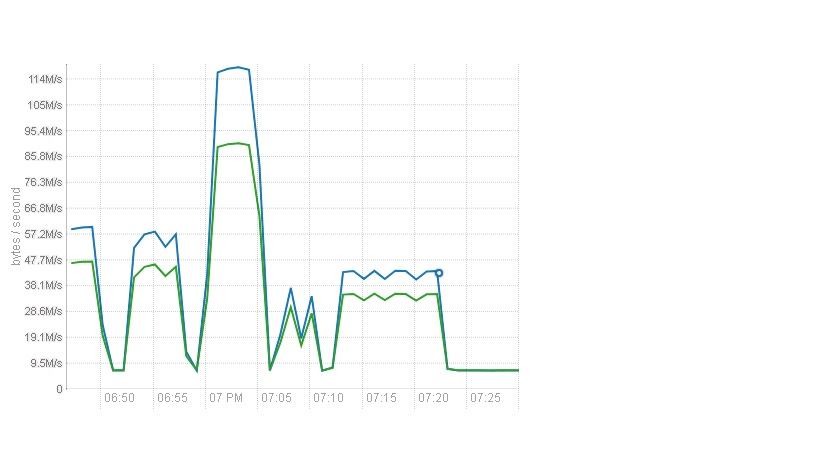 114M/s
105M/s
95.4M/s
85.8M/s
76.3M/s
66.8M/s
57.2M/s
47.7M/s
38.1M/s
28.6M/s
19.1M/s
9.5M/s
0
bytes / second
06:50 06:55 07 PM 07:05 07:10 07:15 07:20 07:25